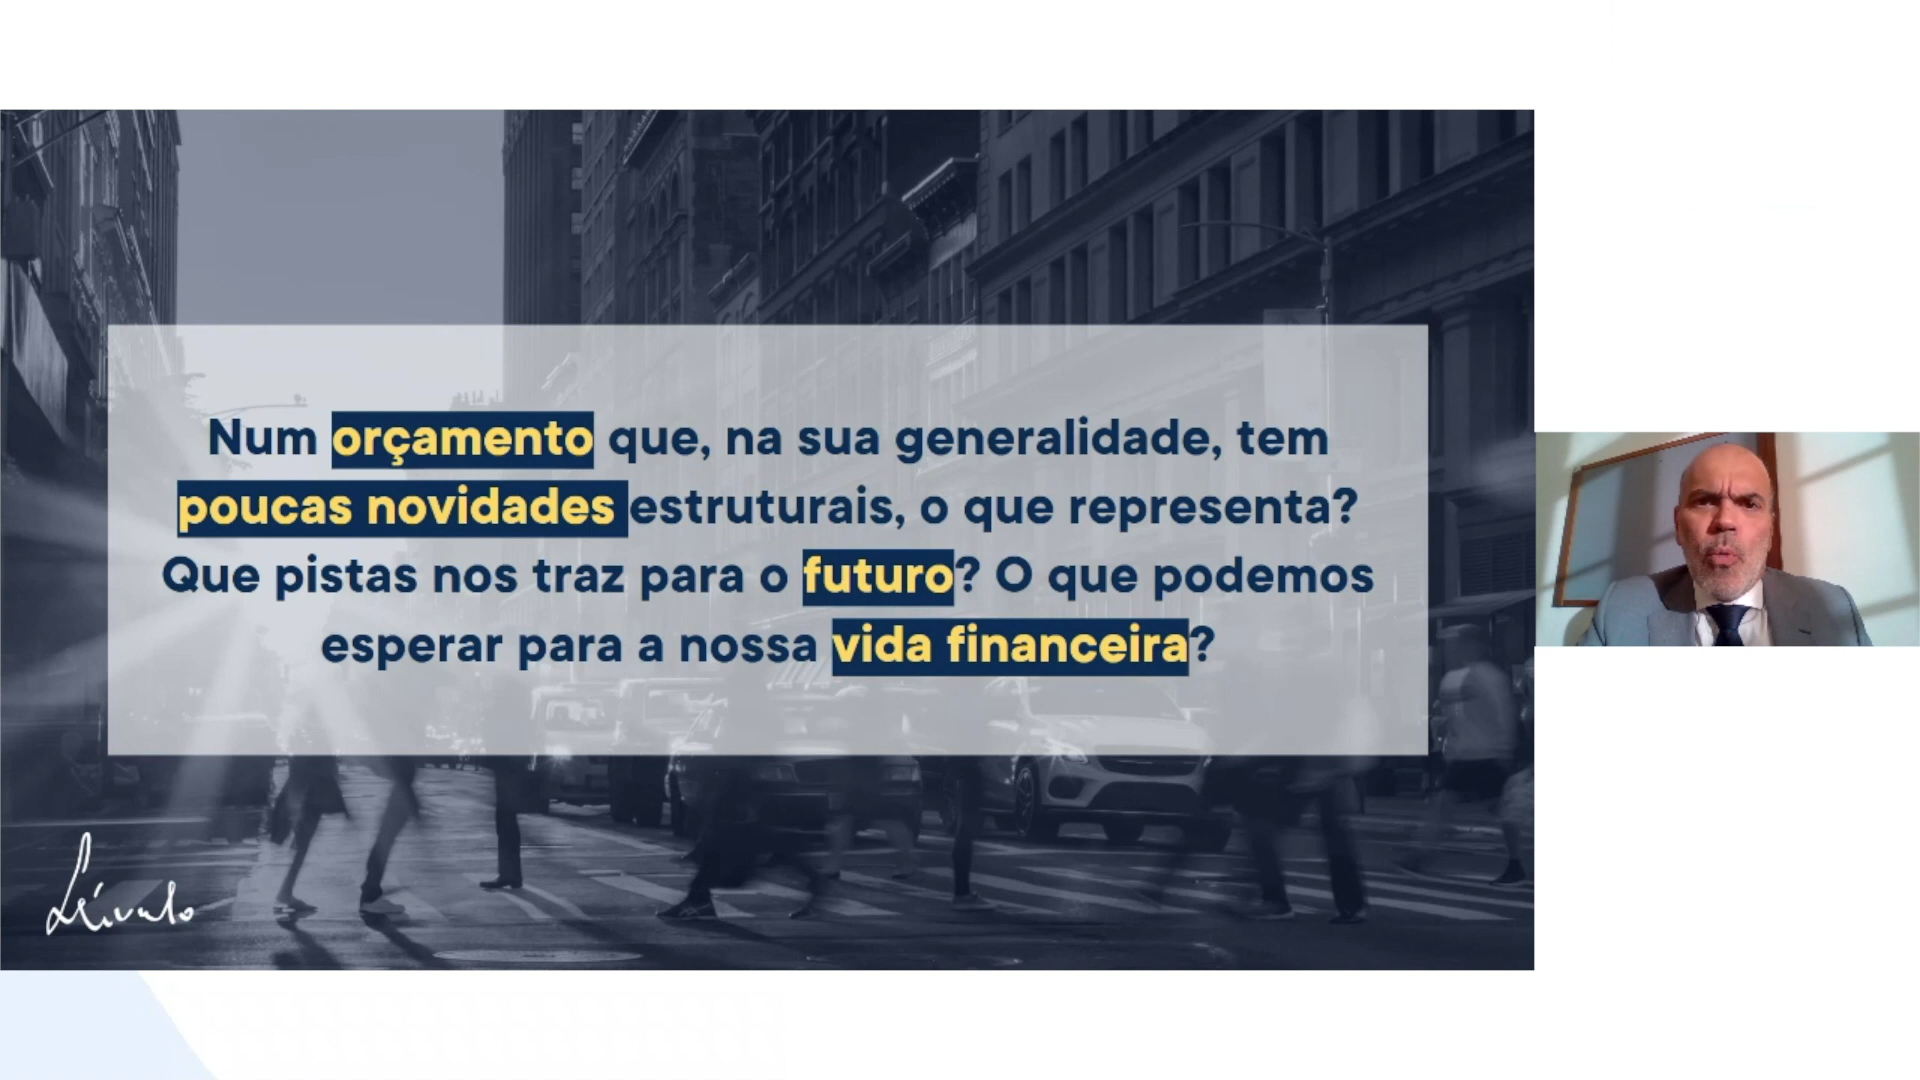 Num orçamento que, na sua generalidade, tem
poucas novidades estruturais, o que representa?
Que pistas nos traz para o futuro? O que podemos
esperar para a nossa vida financeira?